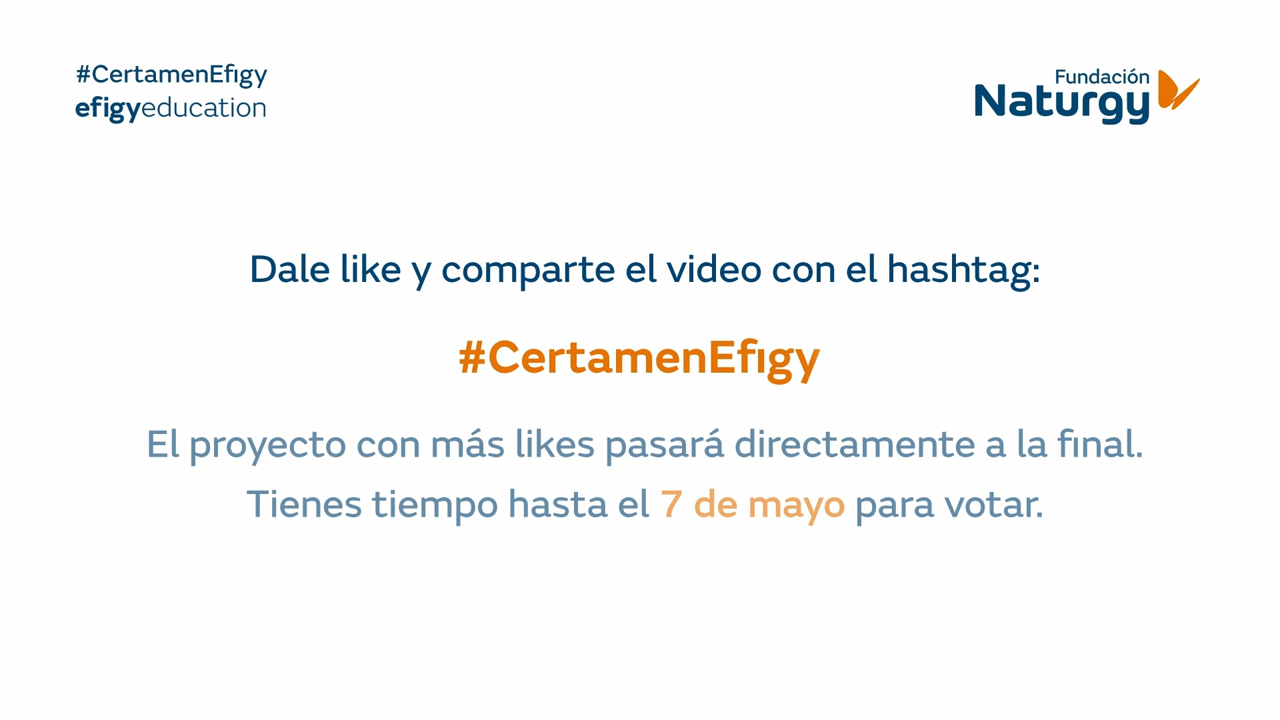 #CertamenEfigy
efigyeducation
Fundación
Naturgy
Dale like y comparte el video con el hashtag:
#CertamenEfigy
El proyecto con más likes pasará directamente a la final.
Tienes tiempo hasta el 7 de mayo para votar.